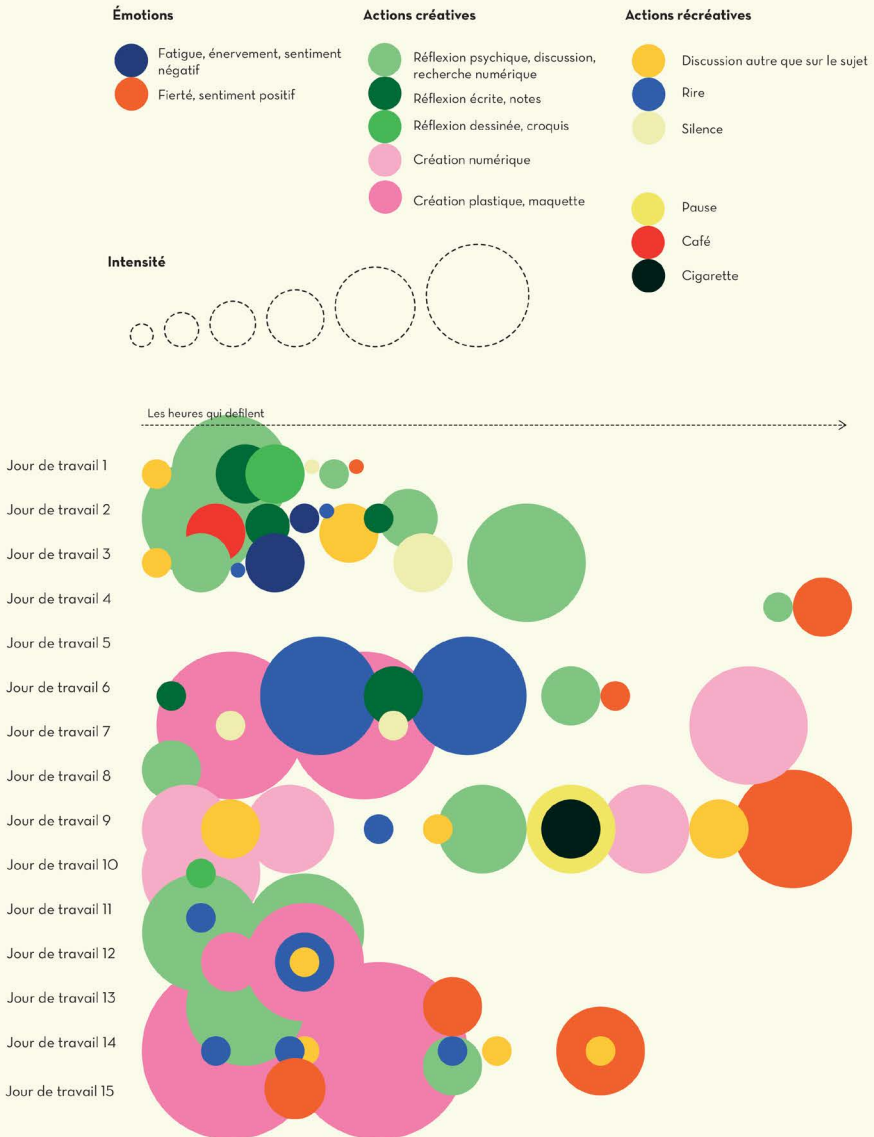 Émotions
Fatigue, énervement, sentiment
négatif
Fierté, sentiment positif
Actions créatives
Réflexion psychique, discussion,
recherche numérique
Réflexion écrite, notes
Réflexion dessinée, croquis
Création numérique
Création plastique, maquette
Actions récréatives
Discussion autre que sur le sujet
Rire
Silence
Pause
Café
Cigarette
Intensité
Les heures qui defilent
Jour de travail 1
Jour de travail 2
Jour de travail 3
Jour de travail 4
Jour de travail 5
Jour de travail 6
Jour de travail 7
Jour de travail 8
Jour de travail 9
Jour de travail 10
Jour de travail 11
Jour de travail 12
Jour de travail 13
Jour de travail 14
Jour de travail 15